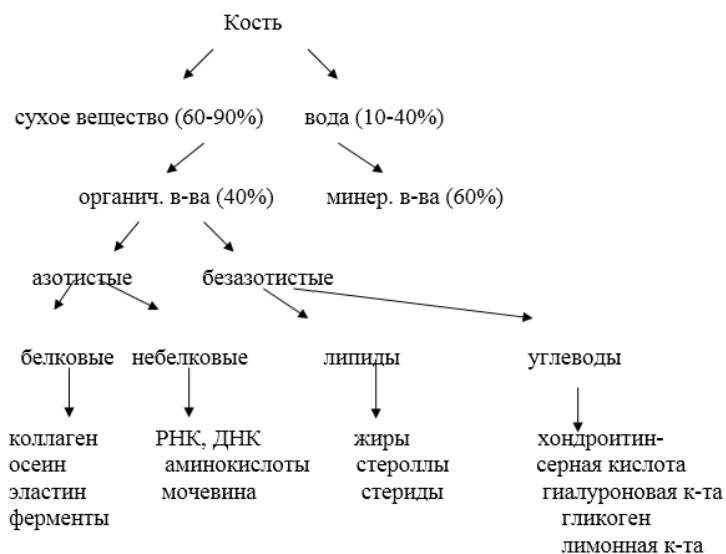 Кость
сухое вещество (60-90%) вода (10-40%)
органич. в-ва (40%) минер. в-ва (60%)
азотистые безазотистые
белковые небелковые липиды углеводы
коллаген РНК, ДНК жиры хондроитин-
осеин аминокислоты стероллы серная кислота
эластин мочевина стериды гиалуроновая к-та
ферменты гликоген
лимонная к-та